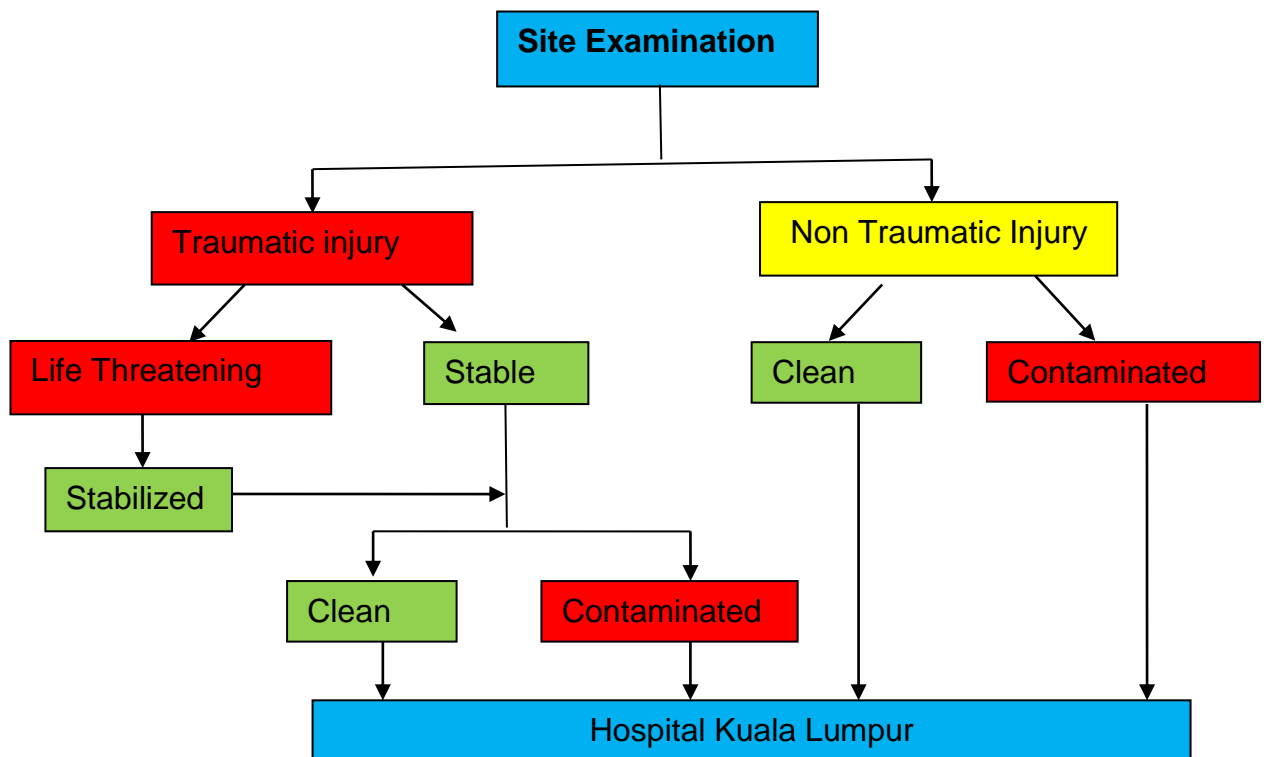 Site Examination
Traumatic injury
Non Traumatic Injury
Life Threatening
Stable
Clean
Contaminated
Stabilized
Clean
Contaminated
Hospital Kuala Lumpur